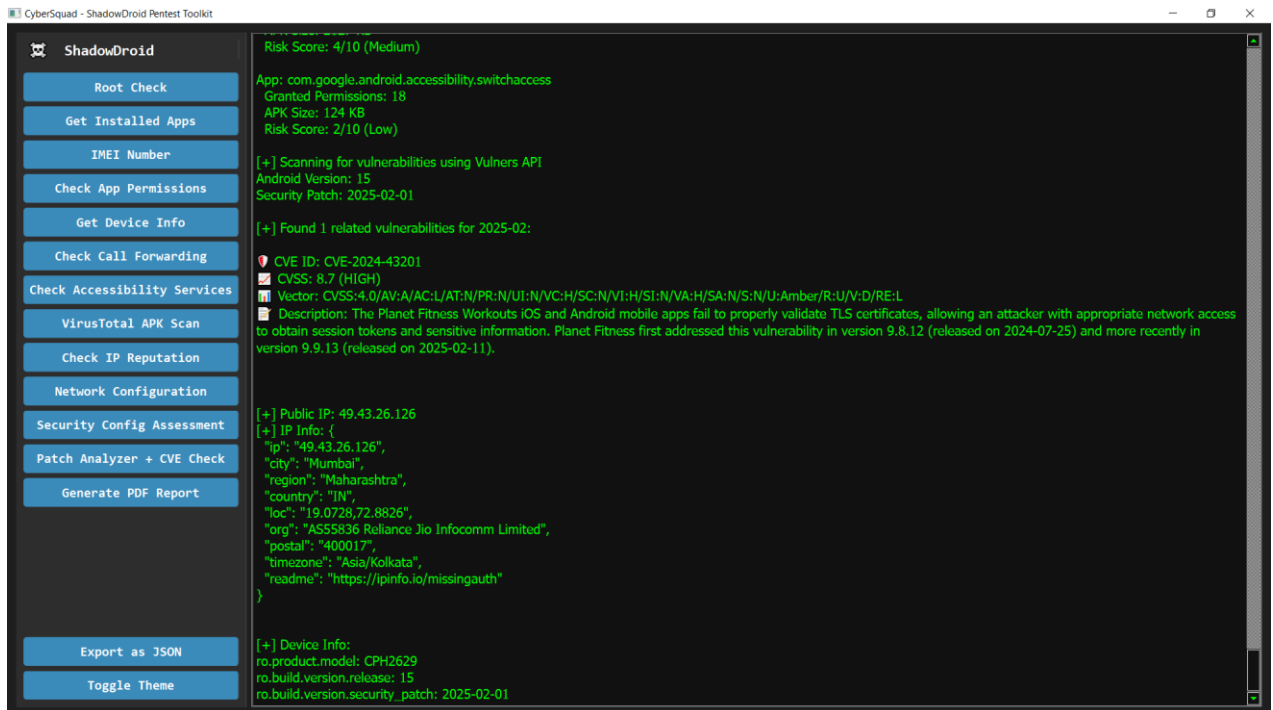 CyberSquad - ShadowDroid Pentest Toolkit
ShadowDroid
Root Check
Get Installed Apps
IMEI Number
Check App Permissions
Get Device Info
Check Call Forwarding
Check Accessibility Services
VirusTotal APK Scan
Check IP Reputation
Network Configuration
Security Config Assessment
Patch Analyzer + CVE Check
Generate PDF Report
Export as JSON
Toggle Theme
Risk Score: 4/10 (Medium)
App: com.google.android.accessibility.switchaccess
Granted Permissions: 18
APK Size: 124 KB
Risk Score: 2/10 (Low)
[+] Scanning for vulnerabilities using Vulners API
Android Version: 15
Security Patch: 2025-02-01
[+] Found 1 related vulnerabilities for 2025-02:
CVE ID: CVE-2024-43201
CVSS: 8.7 (HIGH)
Vector: CVSS:4.0/AV:A/AC:L/AT:N/PR:N/UI:N/VC:H/SC:N/VI:H/SI:N/VA:H/SA:N/S:N/U:Amber/R:U/V:D/RE:L
Description: The Planet Fitness Workouts iOS and Android mobile apps fail to properly validate TLS certificates, allowing an attacker with appropriate network access
to obtain session tokens and sensitive information. Planet Fitness first addressed this vulnerability in version 9.8.12 (released on 2024-07-25) and more recently in
version 9.9.13 (released on 2025-02-11).
[+] Public IP: 49.43.26.126
[+] IP Info: {
"ip": "49.43.26.126",
"city": "Mumbai",
"region": "Maharashtra",
"country": "IN",
"loc": "19.0728,72.8826",
"org": "AS55836 Reliance Jio Infocomm Limited",
"postal": "400017",
"timezone": "Asia/Kolkata",
"readme": "https://ipinfo.io/missingauth"
}
[+] Device Info:
ro.product.model: CPH2629
ro.build.version.release: 15
ro.build.version.security_patch: 2025-02-01